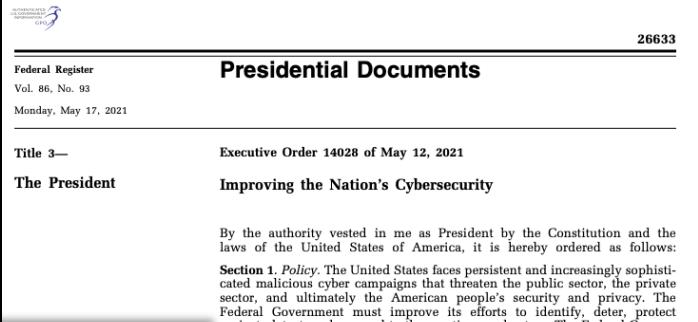 AUTHENTICATED
U.S. GOVERNMENT
INFORMATION
GPO
26633
Federal Register
Vol. 86, No. 93
Monday, May 17, 2021
Presidential Documents
Title 3—
The President
Executive Order 14028 of May 12, 2021
Improving the Nation’s Cybersecurity
By the authority vested in me as President by the Constitution and the
laws of the United States of America, it is hereby ordered as follows:
Section 1. Policy. The United States faces persistent and increasingly sophisti-
cated malicious cyber campaigns that threaten the public sector, the private
sector, and ultimately the American people’s security and privacy. The
Federal Government must improve its efforts to identify, deter, protect